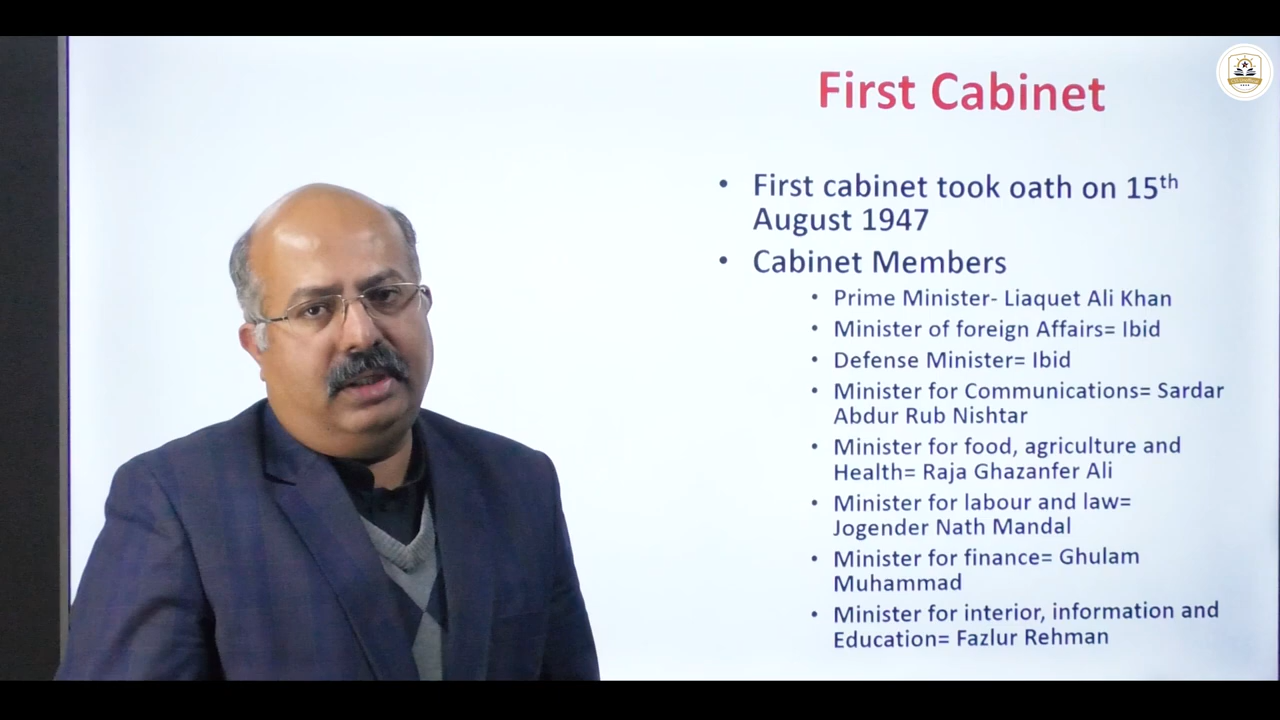 First Cabinet
• First cabinet took oath on 15th
August 1947
• Cabinet Members
• Prime Minister- Liaquet Ali Khan
• Minister of foreign Affairs= Ibid
• Defense Minister= Ibid
• Minister for Communications= Sardar
Abdur Rub Nishtar
• Minister for food, agriculture and
Health= Raja Ghazanfer Ali
• Minister for labour and law=
Jogender Nath Mandal
• Minister for finance= Ghulam
Muhammad
• Minister for interior, information and
Education= Fazlur Rehman